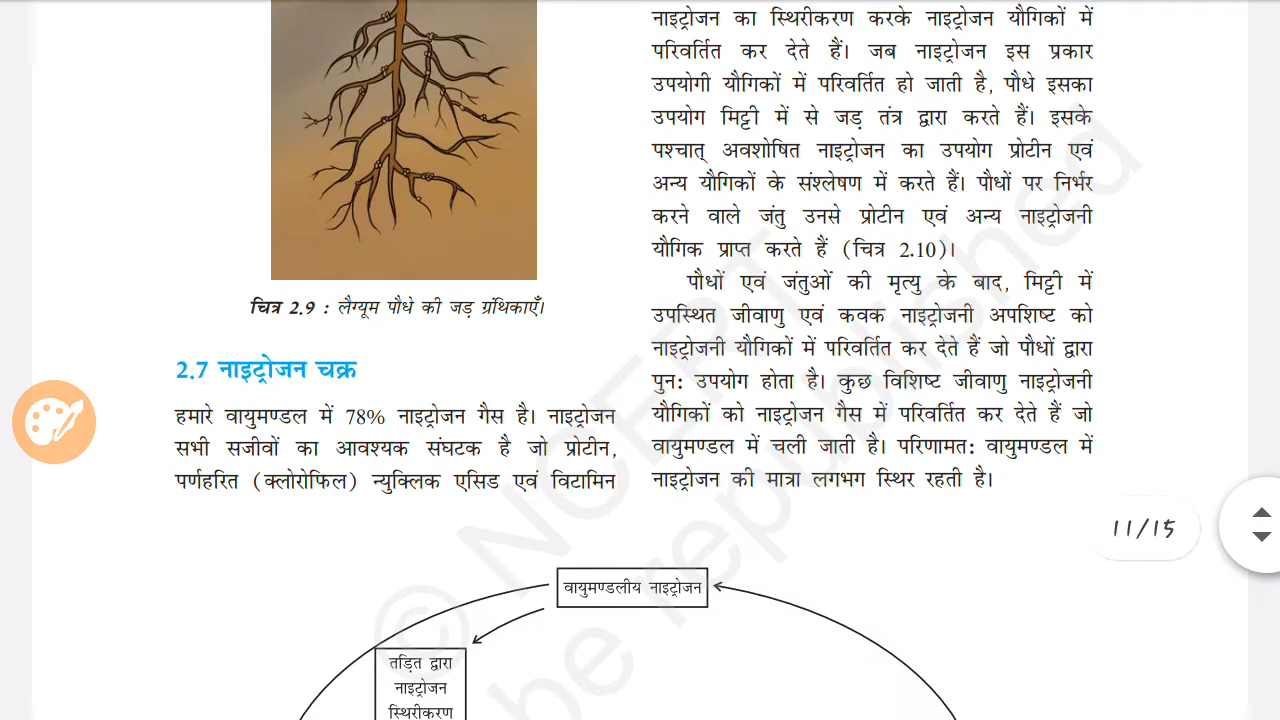 चित्र 2.9 : लैग्यूम पौधे की जड़ ग्रंथिकाएँ।
2.7 नाइट्रोजन चक्र
हमारे वायुमण्डल में 78% नाइट्रोजन गैस है। नाइट्रोजन
सभी सजीवों का आवश्यक संघटक है जो प्रोटीन,
पर्णहरित (क्लोरोफिल) न्युक्लिक एसिड एवं विटामिन
नाइट्रोजन का स्थिरीकरण करके नाइट्रोजन यौगिकों में
परिवर्तित कर देते हैं। जब नाइट्रोजन इस प्रकार
उपयोगी यौगिकों में परिवर्तित हो जाती है, पौधे इसका
उपयोग मिट्टी में से जड़ तंत्र द्वारा करते हैं। इसके
पश्चात् अवशोषित नाइट्रोजन का उपयोग प्रोटीन एवं
अन्य यौगिकों के संश्लेषण में करते हैं। पौधों पर निर्भर
करने वाले जंतु उनसे प्रोटीन एवं अन्य नाइट्रोजनी
यौगिक प्राप्त करते हैं (चित्र 2.10)।
पौधों एवं जंतुओं की मृत्यु के बाद, मिट्टी में
उपस्थित जीवाणु एवं कवक नाइट्रोजनी अपशिष्ट को
नाइट्रोजनी यौगिकों में परिवर्तित कर देते हैं जो पौधों द्वारा
पुन: उपयोग होता है। कुछ विशिष्ट जीवाणु नाइट्रोजनी
यौगिकों को नाइट्रोजन गैस में परिवर्तित कर देते हैं जो
वायुमण्डल में चली जाती है। परिणामत: वायुमण्डल में
नाइट्रोजन की मात्रा लगभग स्थिर रहती है।
11/15
वायुमण्डलीय नाइट्रोजन
तड़ित द्वारा
नाइट्रोजन
स्थिरीकरण
© NCERT
be republished